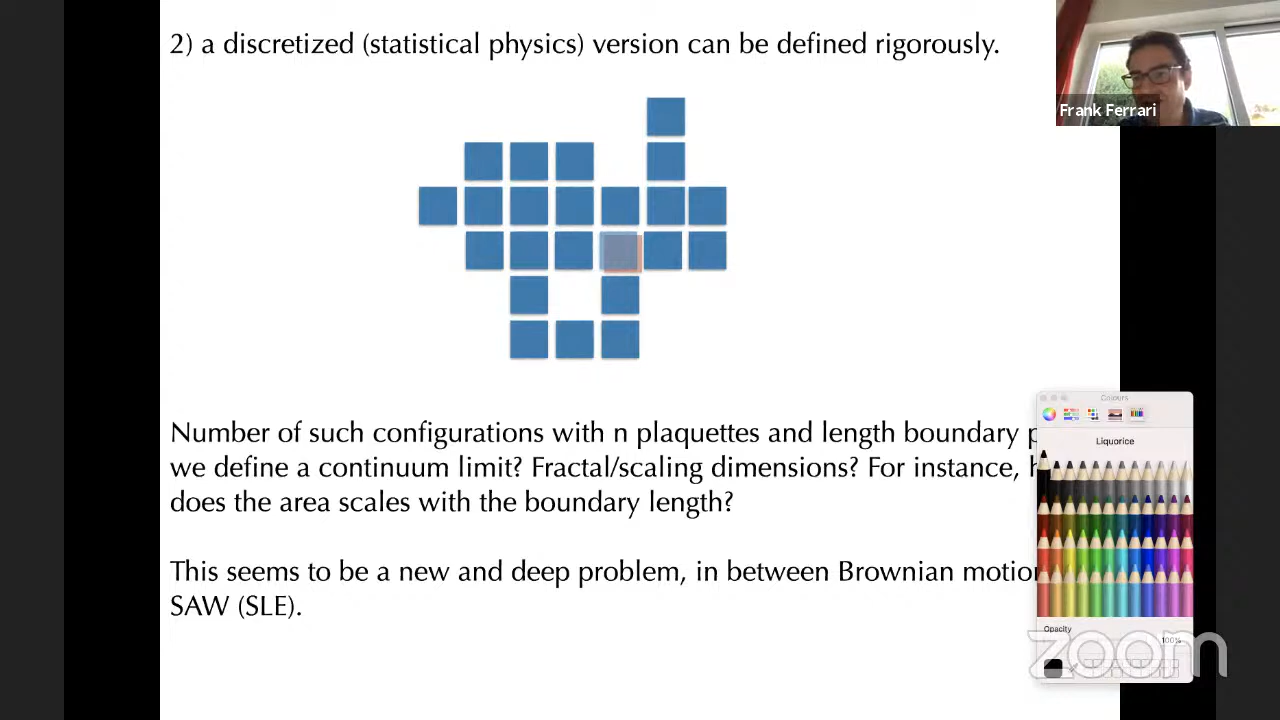 2) a discretized (statistical physics) version can be defined rigorously.
Frank Ferrari
Number of such configurations with n plaquettes and length boundary
we define a continuum limit? Fractal/scaling dimensions? For instance,
does the area scales with the boundary length?
This seems to be a new and deep problem, in between Brownian
SAW (SLE).
Colours
Liquorice
Opacity
100%
zoom